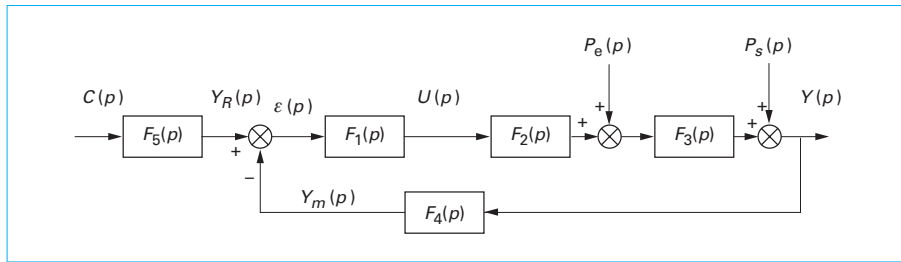 P_e(p) P_s(p)
C(p) Y_R(p) ε(p) U(p) Y(p)
F_5(p) + F_1(p) F_2(p) + + F_3(p) + +
− Y_m(p) F_4(p)